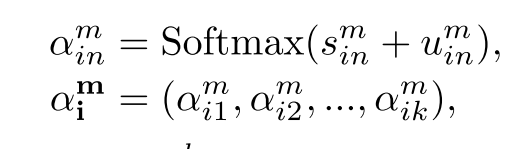 α_{in}^{m} = Softmax(s_{in}^{m} + u_{in}^{m}),
𝛂_{𝐢}^{𝐦} = (α_{i1}^{m}, α_{i2}^{m}, ..., α_{ik}^{m}),